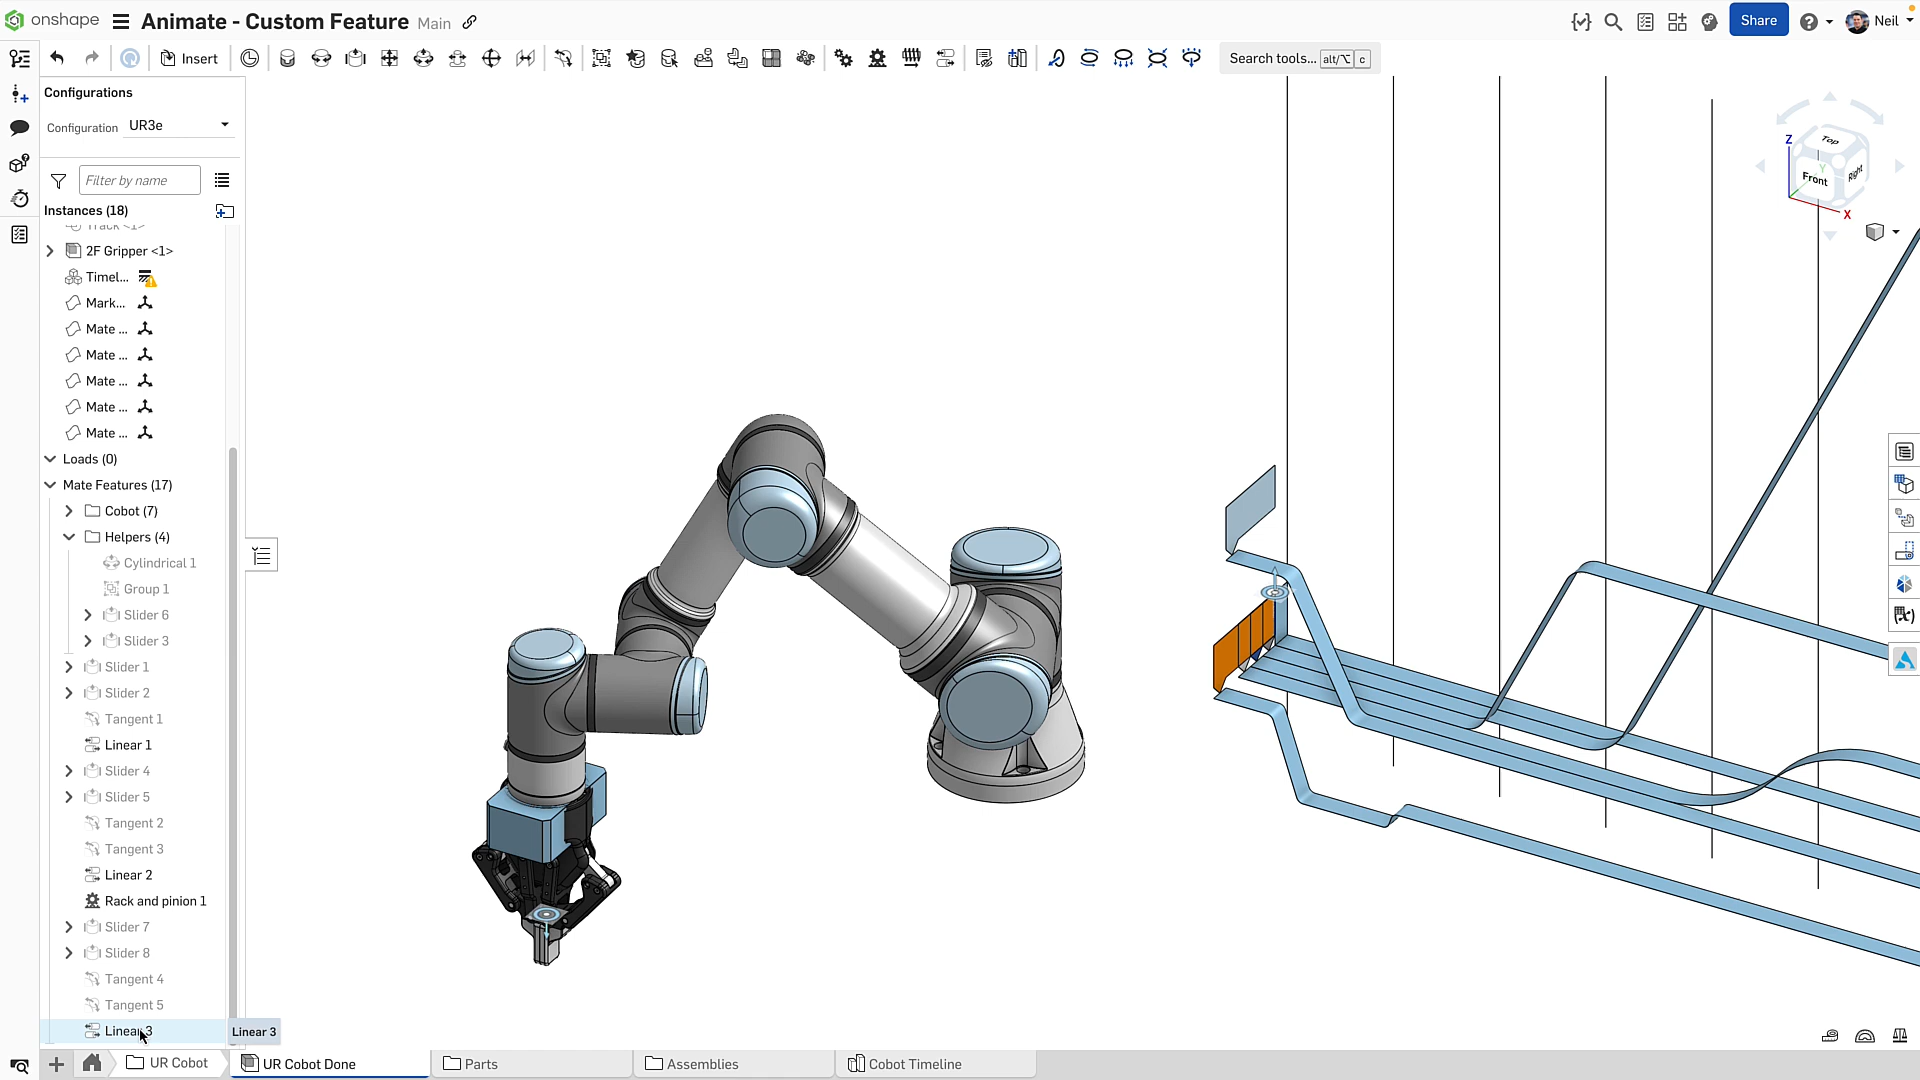 onshape
Animate - Custom Feature Main
Share
Neil
Insert
Search tools... alt/⌥ c
Configurations
Configuration UR3e
Filter by name
Instances (18)
Track <1>
2F Gripper <1>
Timel...
Mark...
Mate ...
Mate ...
Mate ...
Mate ...
Mate ...
Loads (0)
Mate Features (17)
Cobot (7)
Helpers (4)
Cylindrical 1
Group 1
Slider 6
Slider 3
Slider 1
Slider 2
Tangent 1
Linear 1
Slider 4
Slider 5
Tangent 2
Tangent 3
Linear 2
Rack and pinion 1
Slider 7
Slider 8
Tangent 4
Tangent 5
Linear 3
Linear 3
Z
Top
Y
Front
Right
X
UR Cobot
UR Cobot Done
Parts
Assemblies
Cobot Timeline